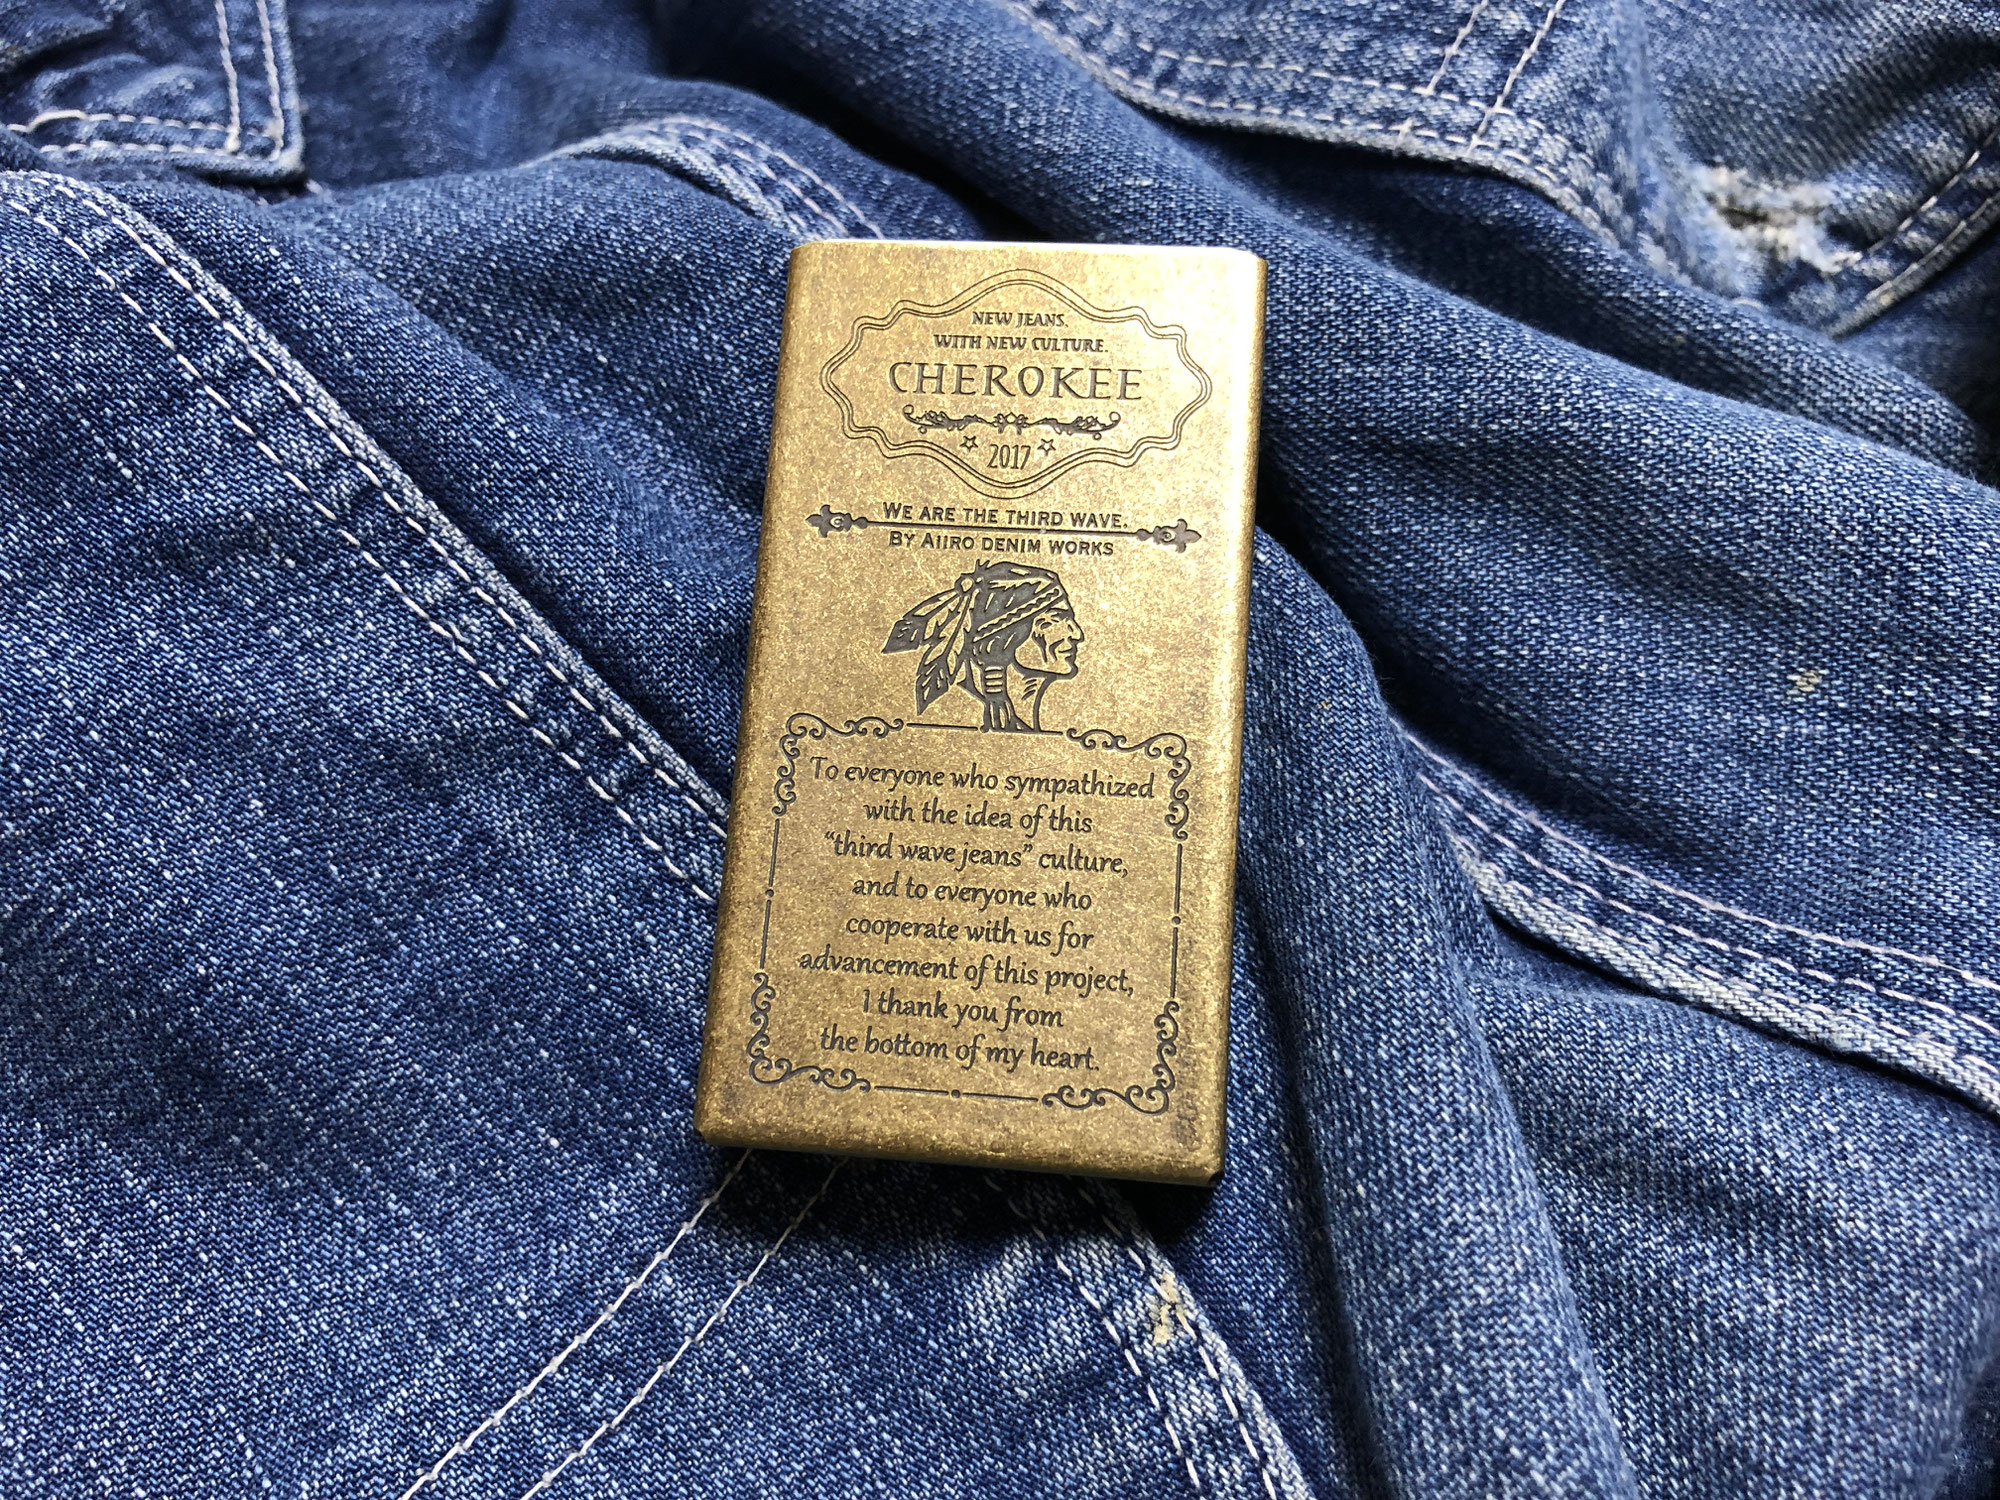 NEW JEANS.
WITH NEW CULTURE.
CHEROKEE
2017
WE ARE THE THIRD WAVE.
BY AIIRO DENIM WORKS
To everyone who sympathized
with the idea of this
“third wave jeans” culture,
and to everyone who
cooperate with us for
advancement of this project,
I thank you from
the bottom of my heart.